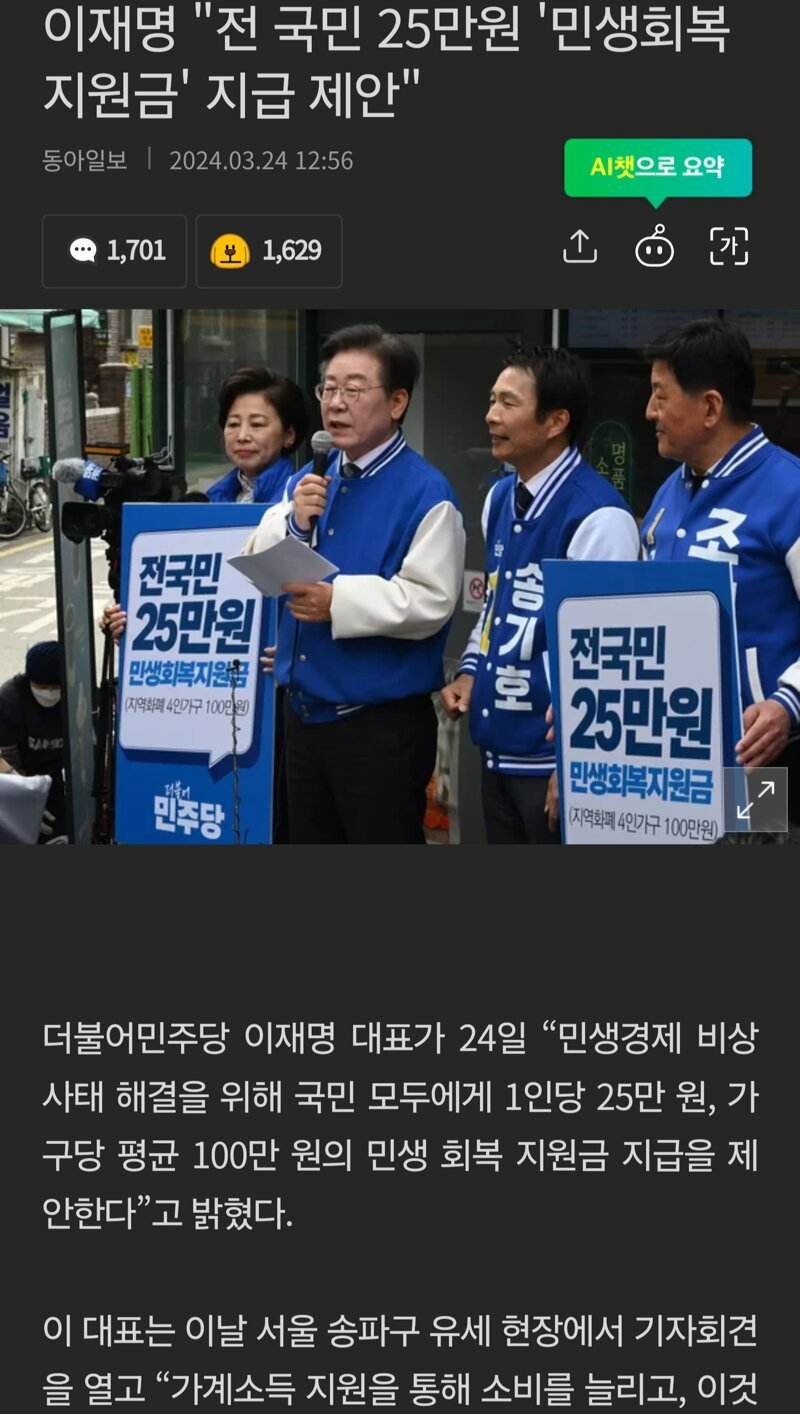 이재명 "전 국민 25만원 '민생회복
지원금' 지급 제안"
동아일보 | 2024.03.24 12:56
AI챗으로 요약
1,701
1,629
가
명품
소
전국민
25만원
민생회복지원금
(지역화폐 4인가구 100만원)
더불어
민주당
송기호
조
전국민
25만원
민생회복지원금
(지역화폐 4인가구 100만원)
더불어민주당 이재명 대표가 24일 “민생경제 비상
사태 해결을 위해 국민 모두에게 1인당 25만 원, 가
구당 평균 100만 원의 민생 회복 지원금 지급을 제
안한다”고 밝혔다.
이 대표는 이날 서울 송파구 유세 현장에서 기자회견
을 열고 “가계소득 지원을 통해 소비를 늘리고, 이것